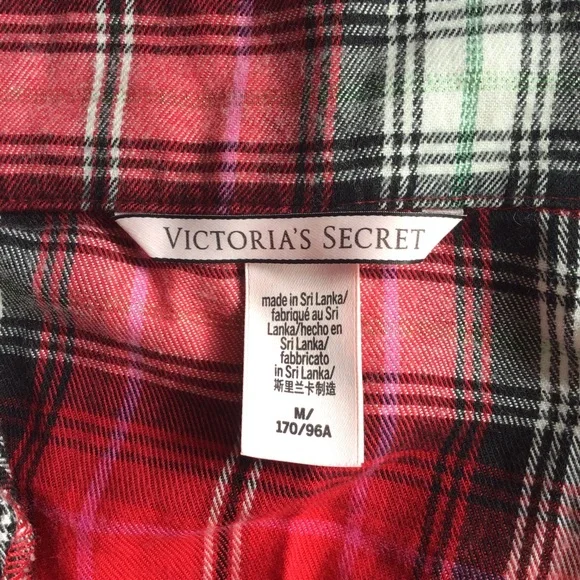 VICTORIA'S SECRET
made in Sri Lanka/
fabriqué au Sri
Lanka/hecho en
Sri Lanka/
fabbricato
in Sri Lanka/
斯里兰卡制造
M/
170/96A